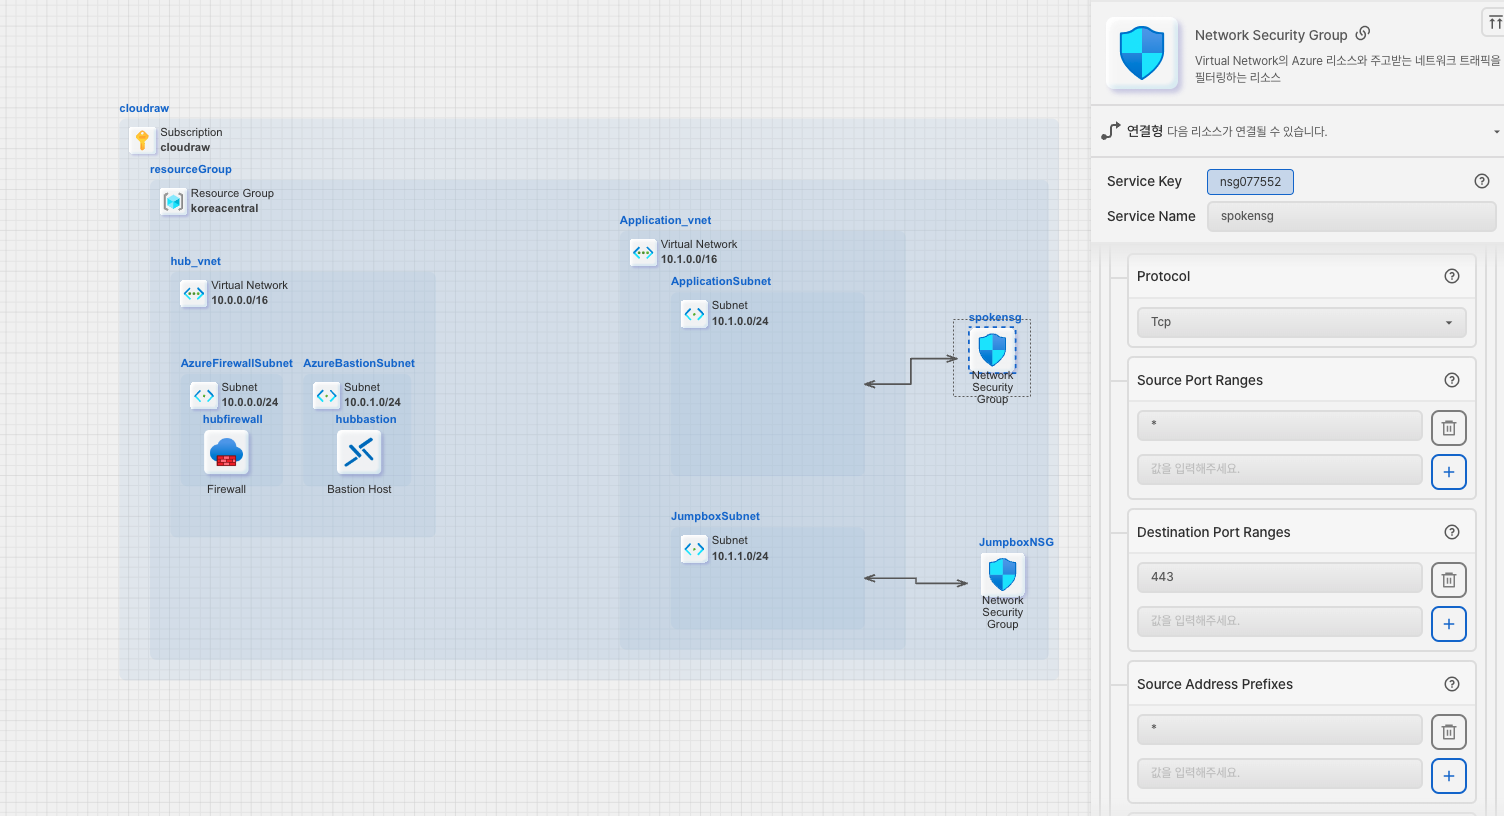 cloudraw
Subscription
cloudraw
resourceGroup
Resource Group
koreacentral
hub_vnet
Virtual Network
10.0.0.0/16
AzureFirewallSubnet
Subnet
10.0.0.0/24
hubfirewall
Firewall
AzureBastionSubnet
Subnet
10.0.1.0/24
hubbastion
Bastion Host
Application_vnet
Virtual Network
10.1.0.0/16
ApplicationSubnet
Subnet
10.1.0.0/24
spokensg
Network
Security
Group
JumpboxSubnet
Subnet
10.1.1.0/24
JumpboxNSG
Network
Security
Group
Network Security Group
Virtual Network의 Azure 리소스와 주고받는 네트워크 트래픽을
필터링하는 리소스
연결형 다음 리소스가 연결될 수 있습니다.
Service Key nsg077552
Service Name spokensg
Protocol
Tcp
Source Port Ranges
*
값을 입력해주세요.
Destination Port Ranges
443
값을 입력해주세요.
Source Address Prefixes
*
값을 입력해주세요.